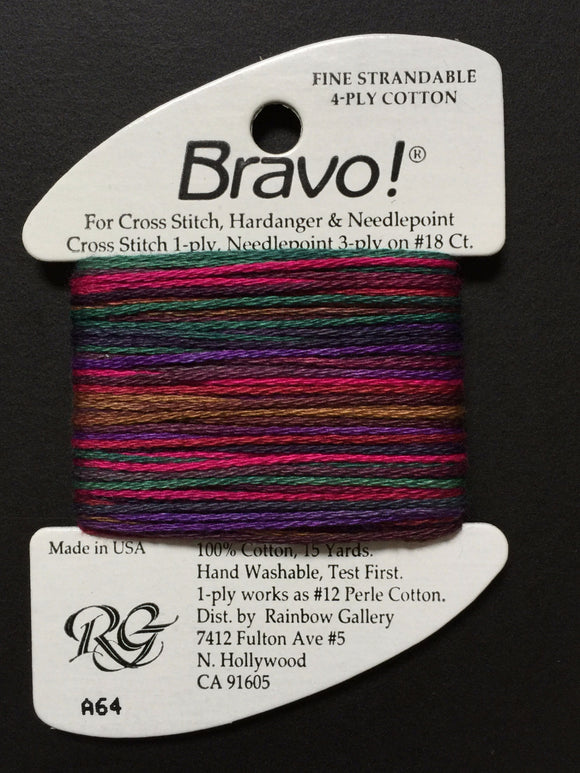 FINE STRANDABLE
4-PLY COTTON
Bravo!®
For Cross Stitch, Hardanger & Needlepoint
Cross Stitch 1-ply, Needlepoint 3-ply on #18 Ct.
Made in USA
100% Cotton, 15 Yards.
Hand Washable, Test First.
1-ply works as #12 Perle Cotton.
Dist. by Rainbow Gallery
7412 Fulton Ave #5
N. Hollywood
CA 91605
RG
A64